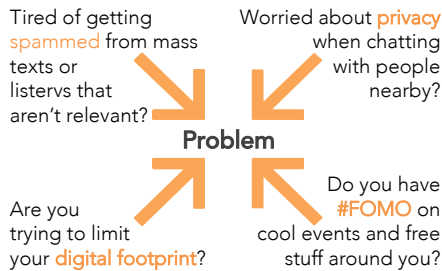 Tired of getting
spammed from mass
texts or
listervs that
aren't relevant?
Worried about privacy
when chatting
with people
nearby?
Problem
Are you
trying to limit
your digital footprint?
Do you have
#FOMO on
cool events and free
stuff around you?